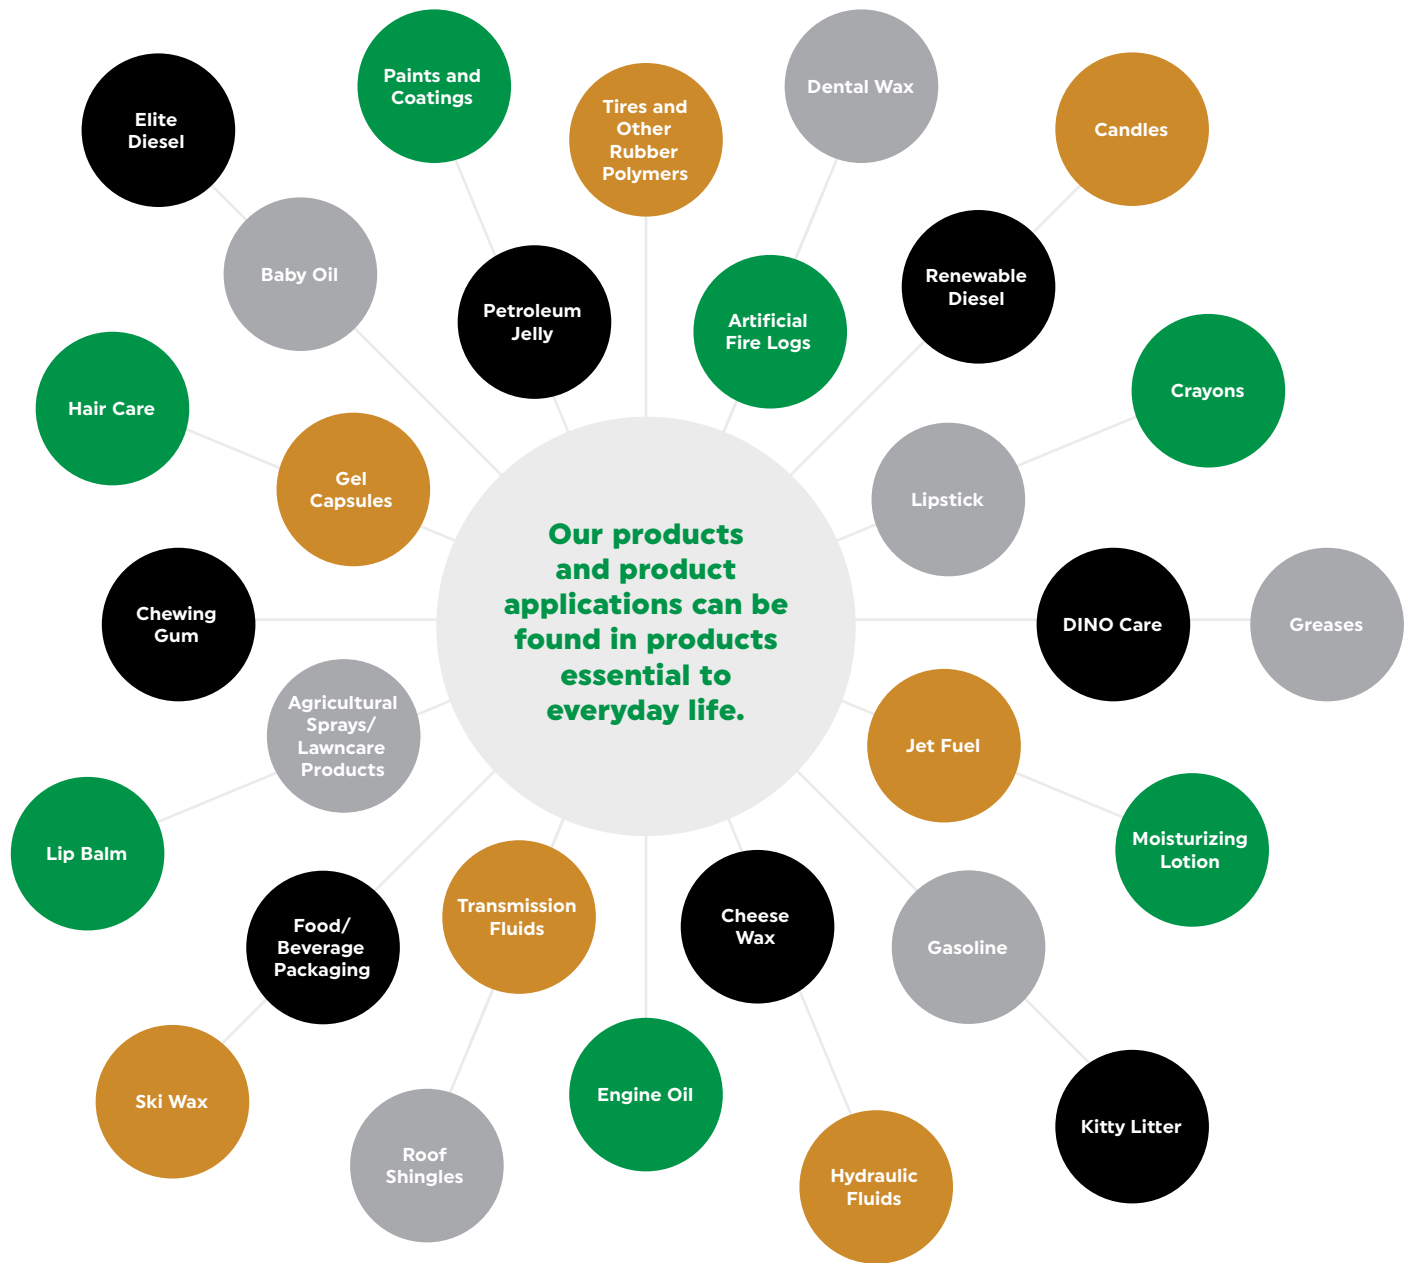 Paints and
Coatings
Dental Wax
Tires and
Other
Rubber
Polymers
Elite
Diesel
Candles
Baby Oil
Renewable
Diesel
Petroleum
Jelly
Artificial
Fire Logs
Crayons
Hair Care
Gel
Capsules
Lipstick
Our products
and product
applications can be
found in products
essential to
everyday life.
Chewing
Gum
DINO Care
Greases
Agricultural
Sprays/
Lawncare
Products
Jet Fuel
Lip Balm
Moisturizing
Lotion
Transmission
Fluids
Cheese
Wax
Food/
Beverage
Packaging
Gasoline
Ski Wax
Engine Oil
Kitty Litter
Roof
Shingles
Hydraulic
Fluids